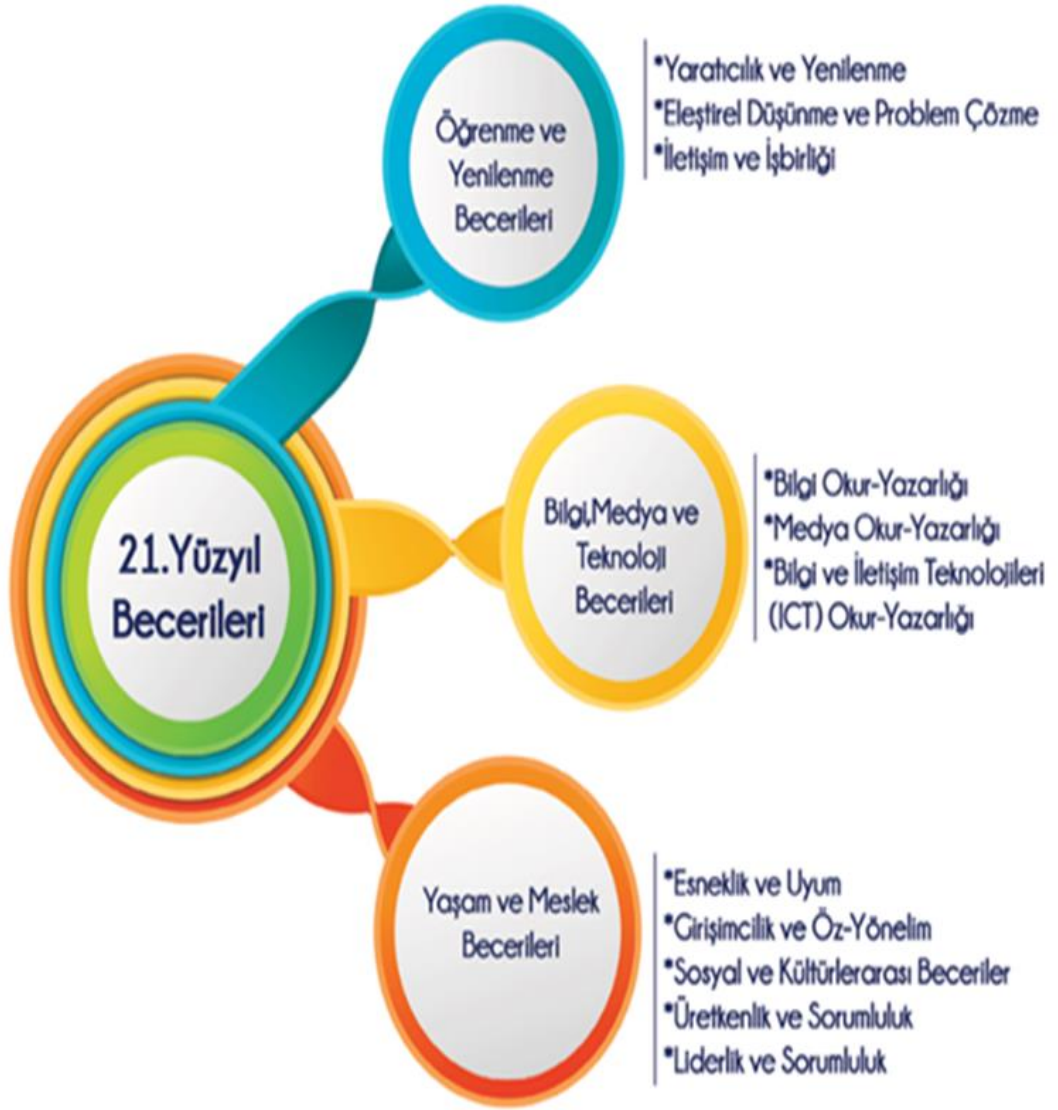 Öğrenme ve
Yenilenme
Becerileri
*Yaratıcılık ve Yenilenme
*Eleştirel Düşünme ve Problem Çözme
*İletişim ve İşbirliği
21.Yüzyıl
Becerileri
Bilgi,Medya ve
Teknoloji
Becerileri
*Bilgi Okur-Yazarlığı
*Medya Okur-Yazarlığı
*Bilgi ve İletişim Teknolojileri
(ICT) Okur-Yazarlığı
Yaşam ve Meslek
Becerileri
*Esneklik ve Uyum
*Girişimcilik ve Öz-Yönelim
*Sosyal ve Kültürlerarası Beceriler
*Üretkenlik ve Sorumluluk
*Liderlik ve Sorumluluk